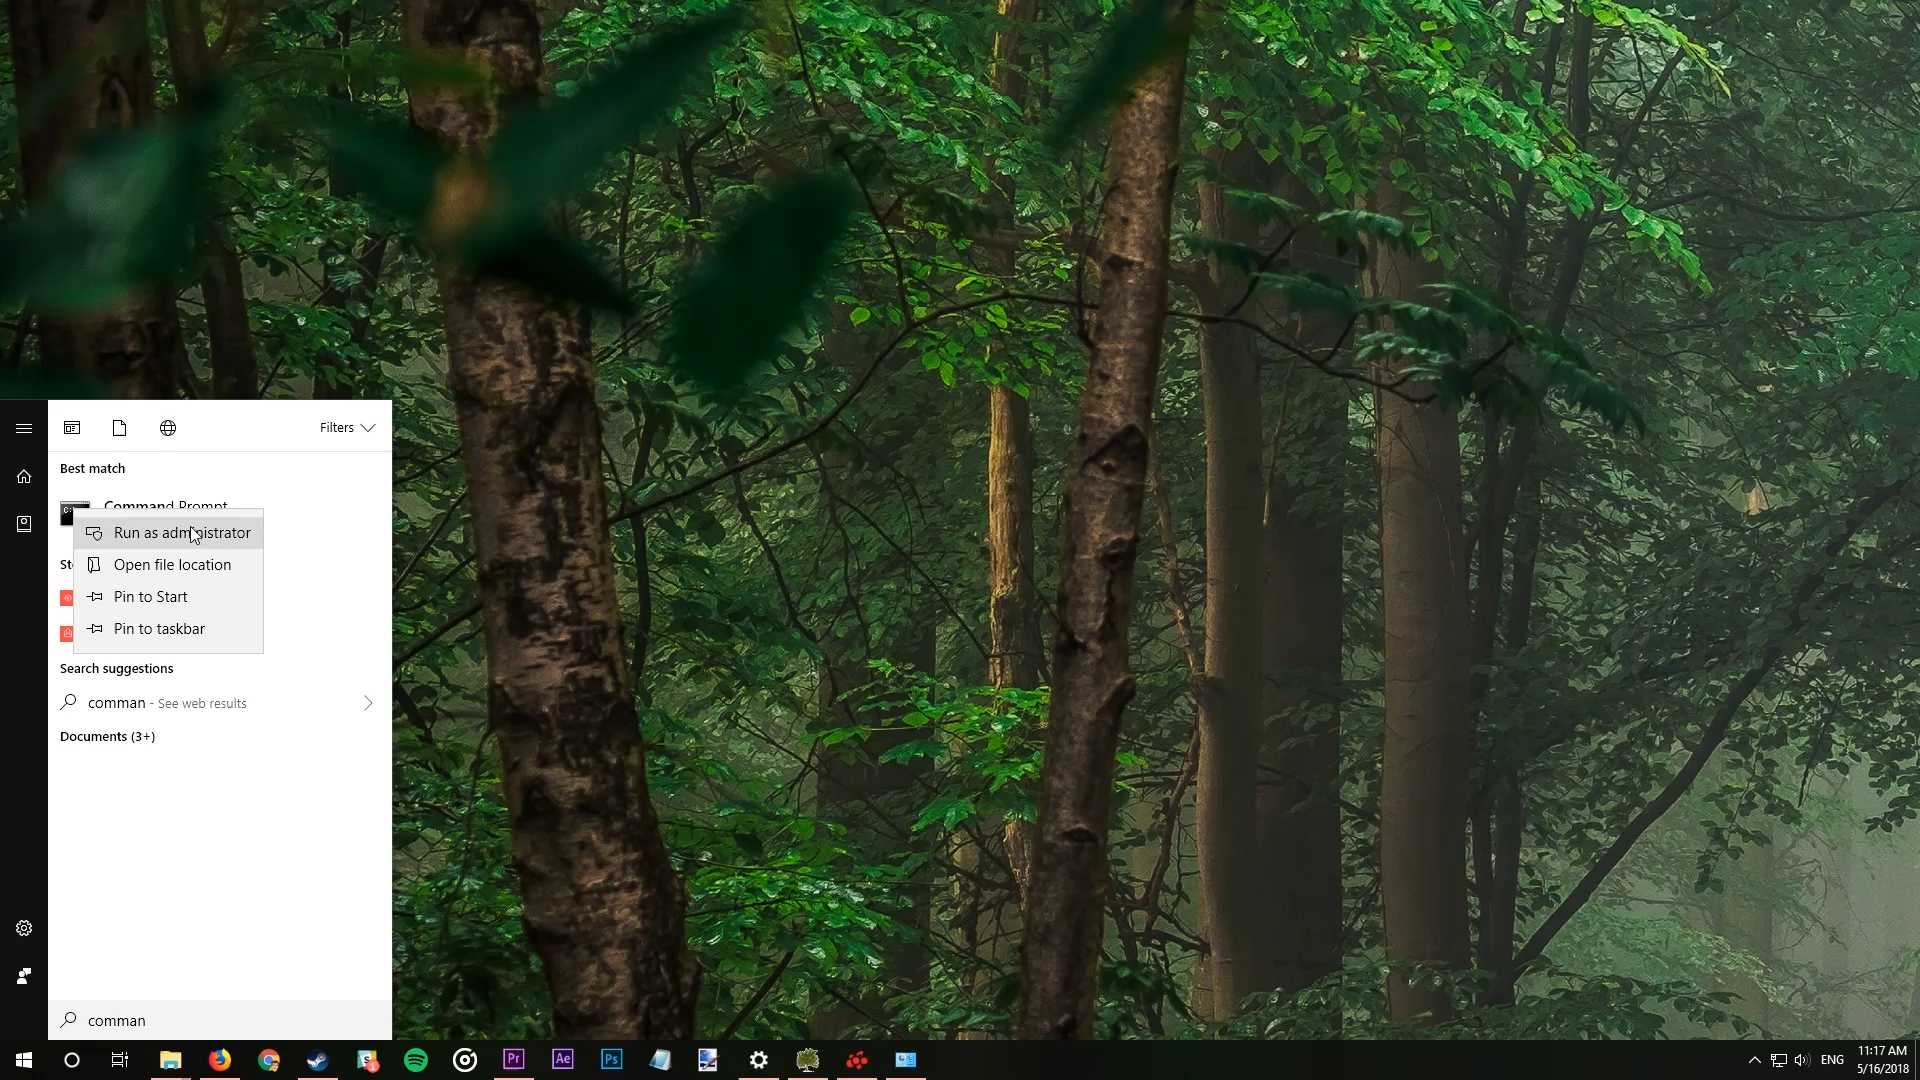 Filters
Best match
Command Prompt
Run as administrator
Open file location
St
Pin to Start
Pin to taskbar
Search suggestions
comman - See web results
Documents (3+)
comman
Pr
Ae
Ps
ENG
11:17 AM
5/16/2018